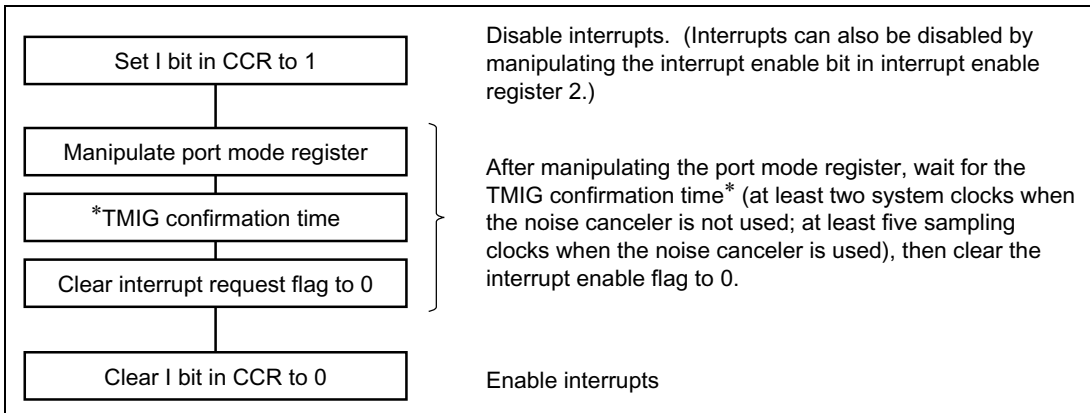 Set I bit in CCR to 1
Disable interrupts. (Interrupts can also be disabled by
manipulating the interrupt enable bit in interrupt enable
register 2.)
Manipulate port mode register
*TMIG confirmation time
Clear interrupt request flag to 0
After manipulating the port mode register, wait for the
TMIG confirmation time* (at least two system clocks when
the noise canceler is not used; at least five sampling
clocks when the noise canceler is used), then clear the
interrupt enable flag to 0.
Clear I bit in CCR to 0
Enable interrupts